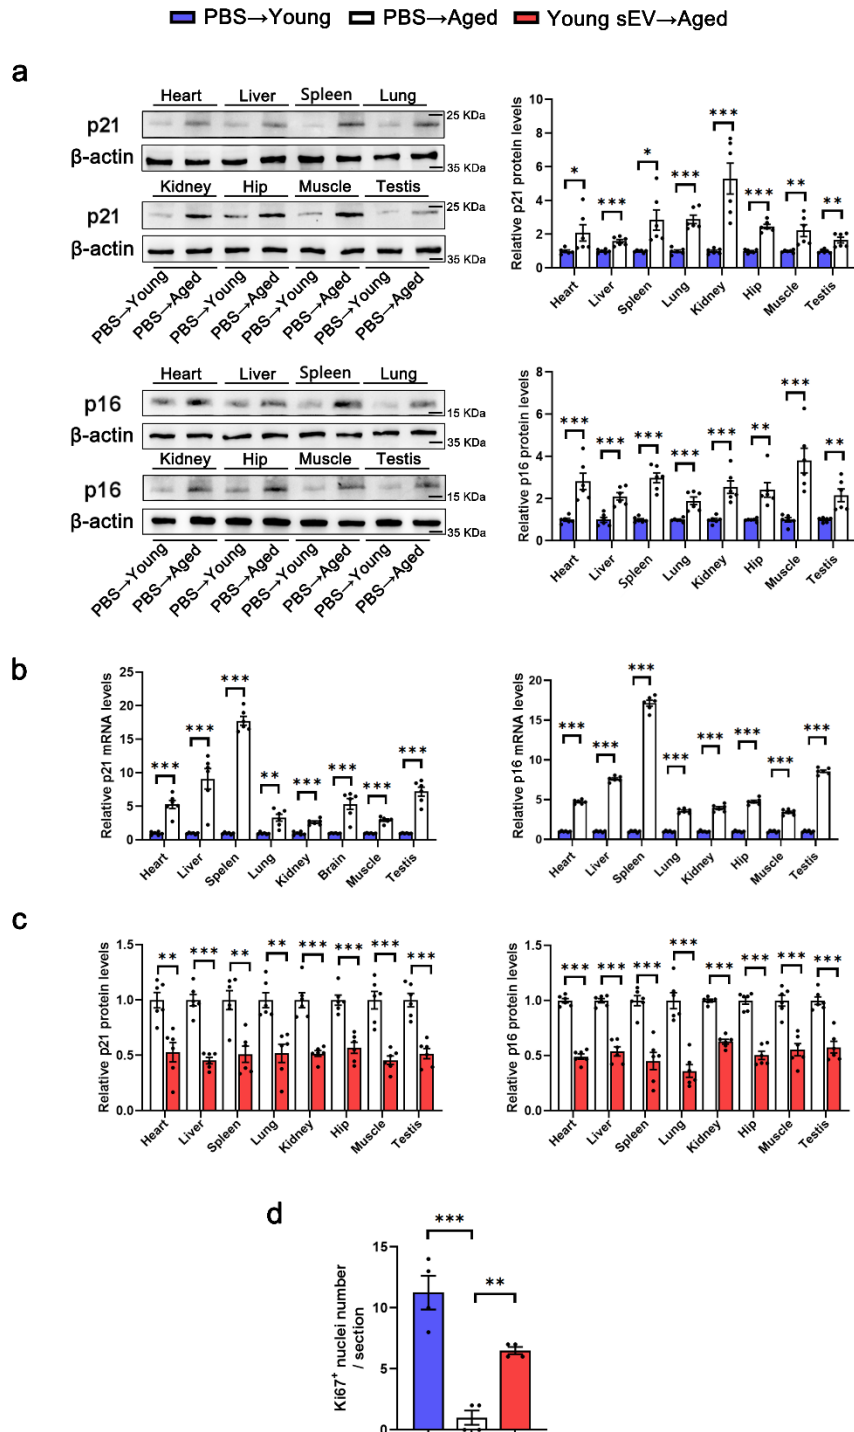 PBS→Young PBS→Aged Young sEV→Aged
a
Heart Liver Spleen Lung
p21
25 KDa
β-actin
35 KDa
Kidney Hip Muscle Testis
p21
25 KDa
β-actin
35 KDa
PBS→Young PBS→Aged PBS→Young PBS→Aged PBS→Young PBS→Aged PBS→Young PBS→Aged
Relative p21 protein levels
10
8
6
4
2
0
* *** * *** *** *** ** **
Heart Liver Spleen Lung Kidney Hip Muscle Testis
Heart Liver Spleen Lung
p16
15 KDa
β-actin
35 KDa
Kidney Hip Muscle Testis
p16
15 KDa
β-actin
35 KDa
PBS→Young PBS→Aged PBS→Young PBS→Aged PBS→Young PBS→Aged PBS→Young PBS→Aged
Relative p16 protein levels
8
6
4
2
0
*** *** *** *** *** ** *** **
Heart Liver Spleen Lung Kidney Hip Muscle Testis
b
Relative p21 mRNA levels
25
20
15
10
5
0
*** *** *** ** *** *** *** ***
Heart Liver Spelen Lung Kidney Brain Muscle Testis
Relative p16 mRNA levels
20
15
10
5
0
*** *** *** *** *** *** *** ***
Heart Liver Spleen Lung Kidney Hip Muscle Testis
c
Relative p21 protein levels
1.5
1.0
0.5
0.0
** *** ** ** *** *** *** ***
Heart Liver Spleen Lung Kidney Hip Muscle Testis
Relative p16 protein levels
1.5
1.0
0.5
0.0
*** *** *** *** *** *** *** ***
Heart Liver Spleen Lung Kidney Hip Muscle Testis
d
Ki67⁺ nuclei number
/ section
15
10
5
0
***
**